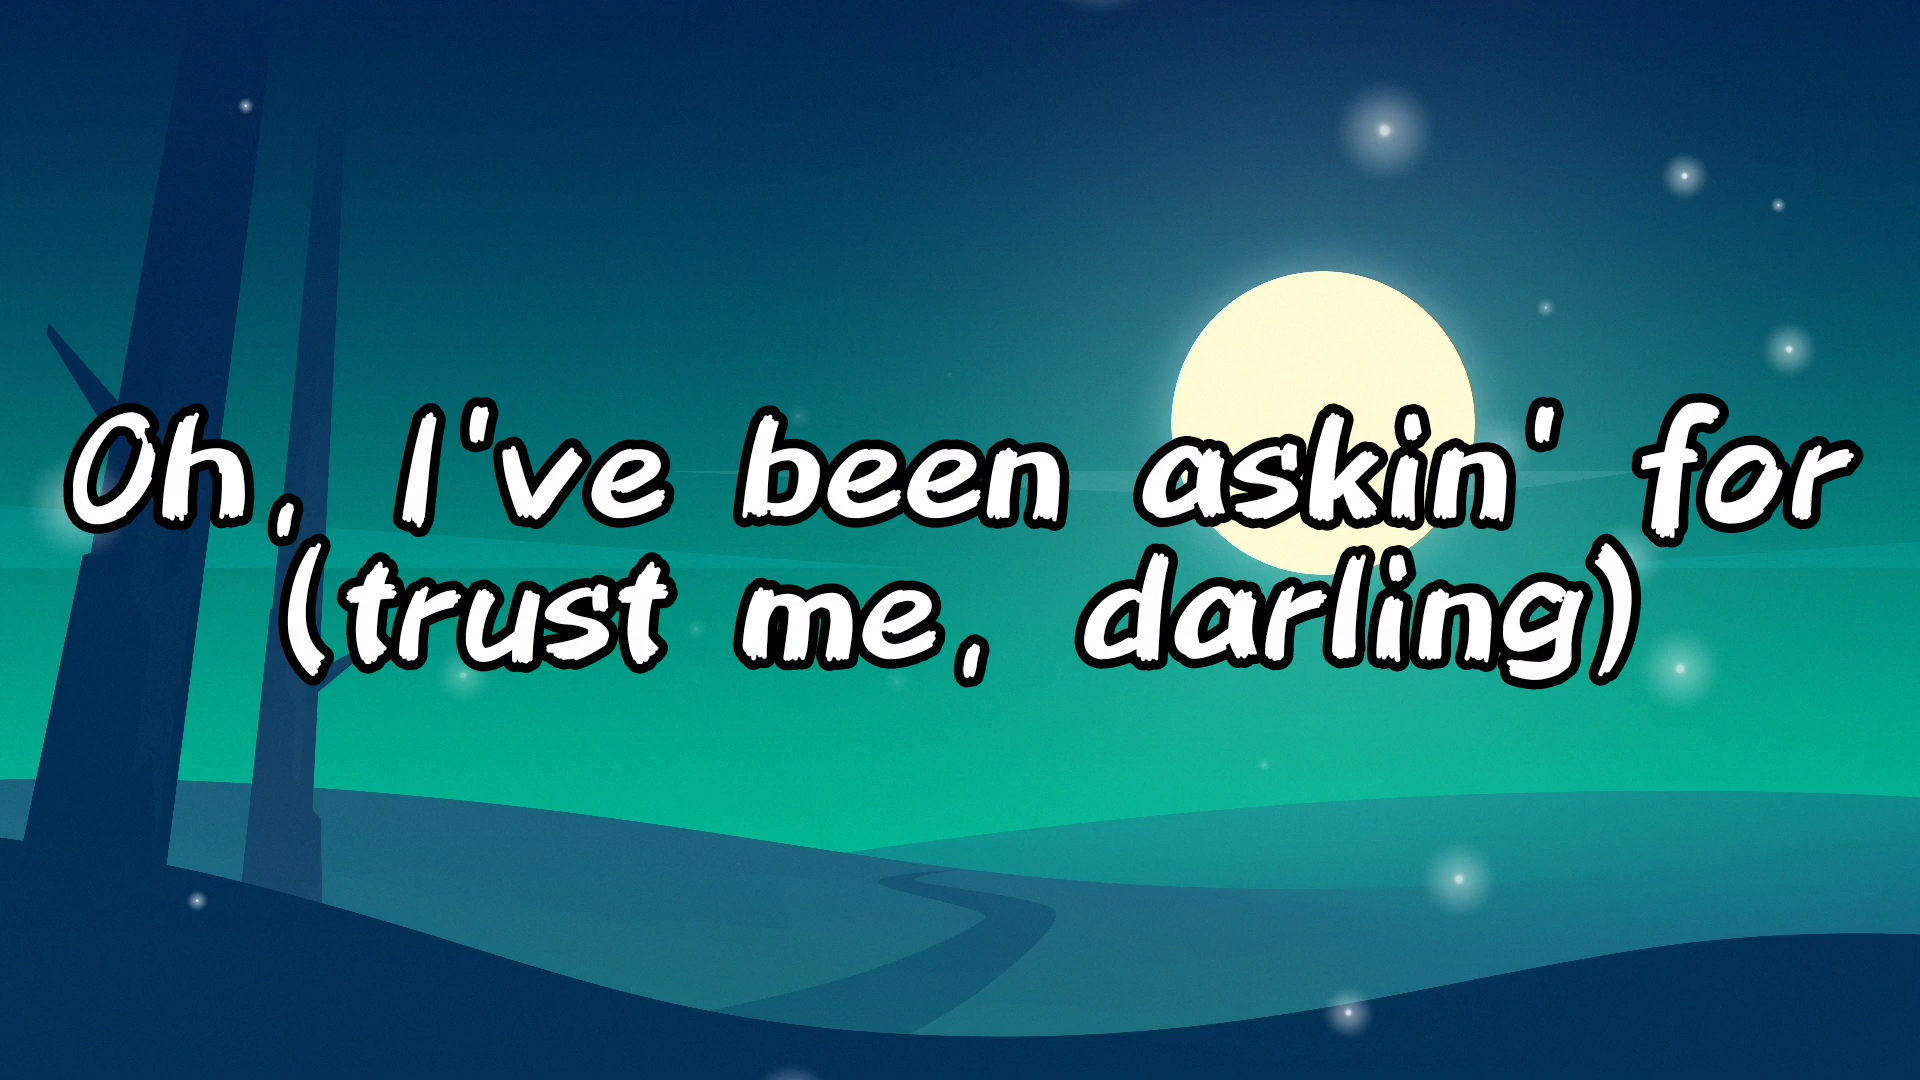 Oh, I've been askin' for
(trust me, darling)